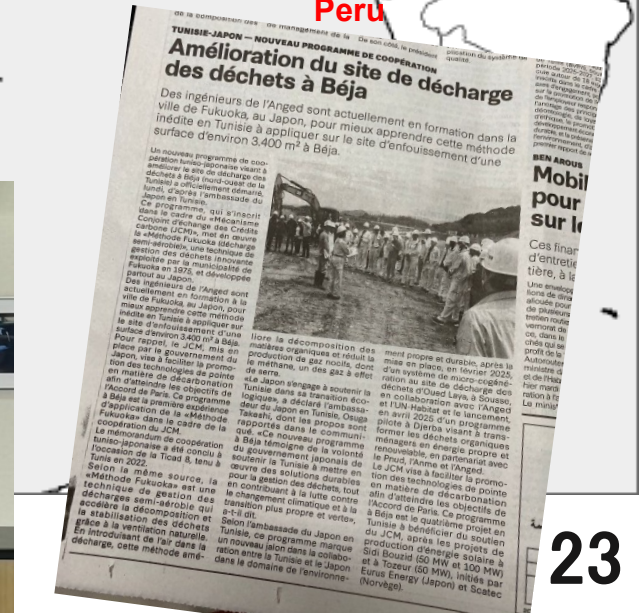 Peru
de la composition des
de management de la
De son côté, le président
plication du système de
qualité.
TUNISIE-JAPON — NOUVEAU PROGRAMME DE COOPÉRATION
Amélioration du site de décharge
des déchets à Béja
Des ingénieurs de l'Anged sont actuellement en formation dans la
ville de Fukuoka, au Japon, pour mieux apprendre cette méthode
inédite en Tunisie à appliquer sur le site d'enfouissement d'une
surface d'environ 3.400 m² à Béja.
Un nouveau programme de coo-
pération tuniso-japonaise visant à
améliorer le site de décharge des
déchets à Béja (nord-ouest de la
Tunisie) a officiellement démarré,
lundi, d'après l'ambassade du
Japon en Tunisie.
Ce programme, qui s'inscrit
dans le cadre du «Mécanisme
Conjoint d'échange des Crédits
carbone (JCM)», met en œuvre
la «Méthode Fukuoka (décharge
semi-aérobie)», une technique de
gestion des déchets innovante
exploitée par la municipalité de
Fukuoka en 1975, et développée
partout au Japon.
Des ingénieurs de l'Anged sont
actuellement en formation à la
ville de Fukuoka, au Japon, pour
mieux apprendre cette méthode
inédite en Tunisie à appliquer sur
le site d'enfouissement d'une
surface d'environ 3.400 m² à Béja.
Pour rappel, le JCM, mis en
place par le gouvernement du
Japon, vise à faciliter la promo-
tion des technologies de pointe
en matière de décarbonation
afin d'atteindre les objectifs de
l'Accord de Paris. Ce programme
à Béja est la première expérience
d'application de la «Méthode
Fukuoka» dans le cadre de la
coopération du JCM.
Le mémorandum de coopération
tuniso-japonaise a été conclu à
l'occasion de la Ticad 8, tenu à
Tunis en 2022.
Selon la même source, la
«Méthode Fukuoka» est une
technique de gestion des
décharges semi-aérobie qui
accélère la décomposition et
la stabilisation des déchets
grâce à la ventilation naturelle.
En introduisant de l'air dans la
décharge, cette méthode amé-
liore la décomposition des
matières organiques et réduit la
production de gaz nocifs, dont
le méthane, un des gaz à effet
de serre.
«Le Japon s'engage à soutenir la
Tunisie dans sa transition éco-
logique», a déclaré l'ambassa-
deur du Japon en Tunisie, Osuga
Takeshi, dont les propos sont
rapportés dans le communi-
qué. «Ce nouveau programme
à Béja témoigne de la volonté
du gouvernement japonais de
soutenir la Tunisie à mettre en
œuvre des solutions durables
pour la gestion des déchets, tout
en contribuant à la lutte contre
le changement climatique et à la
transition plus propre et verte»,
a-t-il dit.
Selon l'ambassade du Japon en
Tunisie, ce programme marque
un nouveau jalon dans la collabo-
ration entre la Tunisie et le Japon
dans le domaine de l'environne-
ment propre et durable, après la
mise en place, en février 2025,
d'un système de micro-cogéné-
ration au site de décharge des
déchets d'Oued Laya, à Sousse,
en collaboration avec l'Anged
et l'UN-Habitat et le lancement,
en avril 2025 d'un programme
pilote à Djerba visant à trans-
former les déchets organiques
ménagers en énergie propre et
renouvelable, en partenariat avec
le Pnud, l'Anme et l'Anged.
Le JCM vise à faciliter la promo-
tion des technologies de pointe
en matière de décarbonation
afin d'atteindre les objectifs de
l'Accord de Paris. Ce programme
à Béja est le quatrième projet en
Tunisie à bénéficier du soutien
du JCM, après les projets de
production d'énergie solaire à
Sidi Bouzid (50 MW et 100 MW)
et à Tozeur (50 MW), initiés par
Eurus Energy (Japon) et Scatec
(Norvège).
BEN AROUS
Mobil
pour
sur l
Ces finan
d'entretie
tière, à la
23